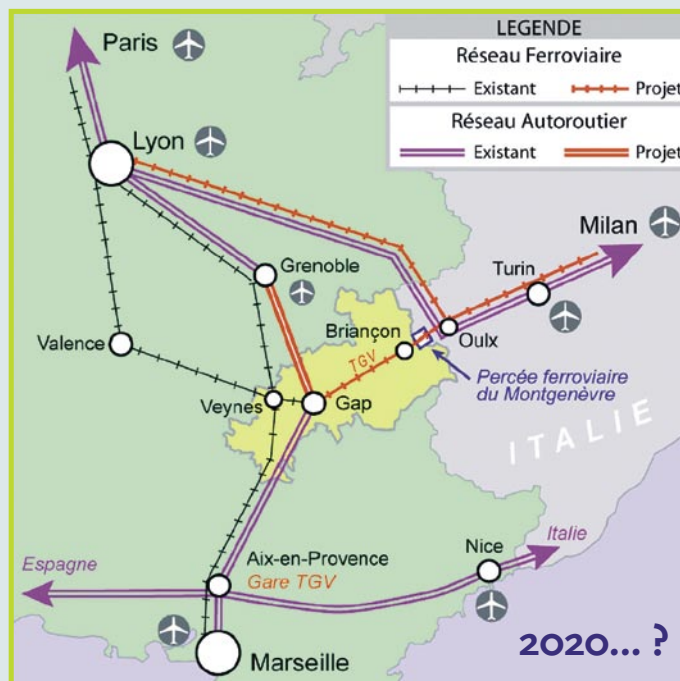 LEGENDE
Réseau Ferroviaire
Existant Projet
Réseau Autoroutier
Existant Projet
Paris
Lyon
Milan
Turin
Grenoble
Oulx
Briançon
Valence
TGV
Percée ferroviaire
du Montgenèvre
Veynes
Gap
ITALIE
Espagne
Aix-en-Provence
Gare TGV
Nice
Italie
2020... ?
Marseille